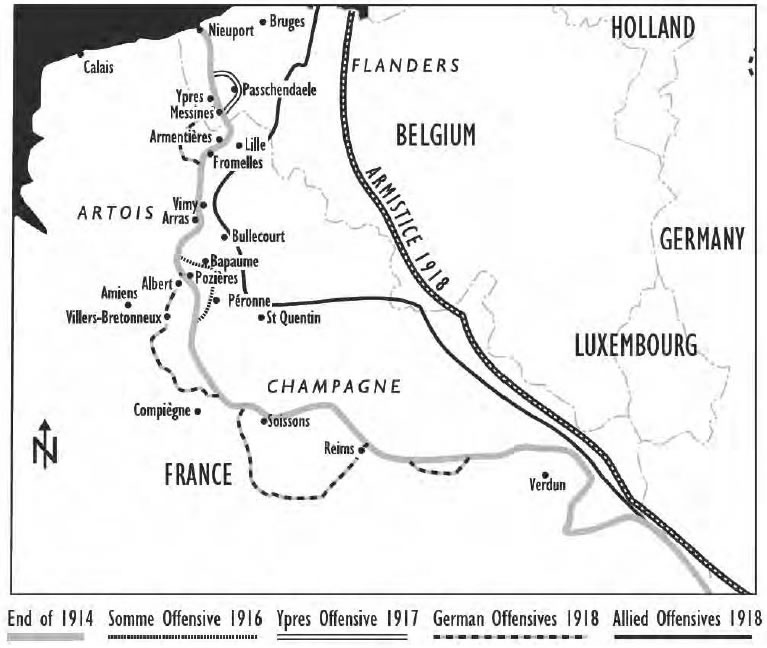 HOLLAND
Bruges
Nieuport
Calais
FLANDERS
Passchendaele
Ypres
Messines
BELGIUM
Armentières
Lille
Fromelles
ARMISTICE 1918
Vimy
ARTOIS
Arras
Bullecourt
GERMANY
Bapaume
Pozières
Albert
Amiens
Péronne
Villers-Bretonneux
St Quentin
LUXEMBOURG
CHAMPAGNE
Compiègne
Soissons
N
Reims
FRANCE
Verdun
End of 1914 Somme Offensive 1916 Ypres Offensive 1917 German Offensives 1918 Allied Offensives 1918